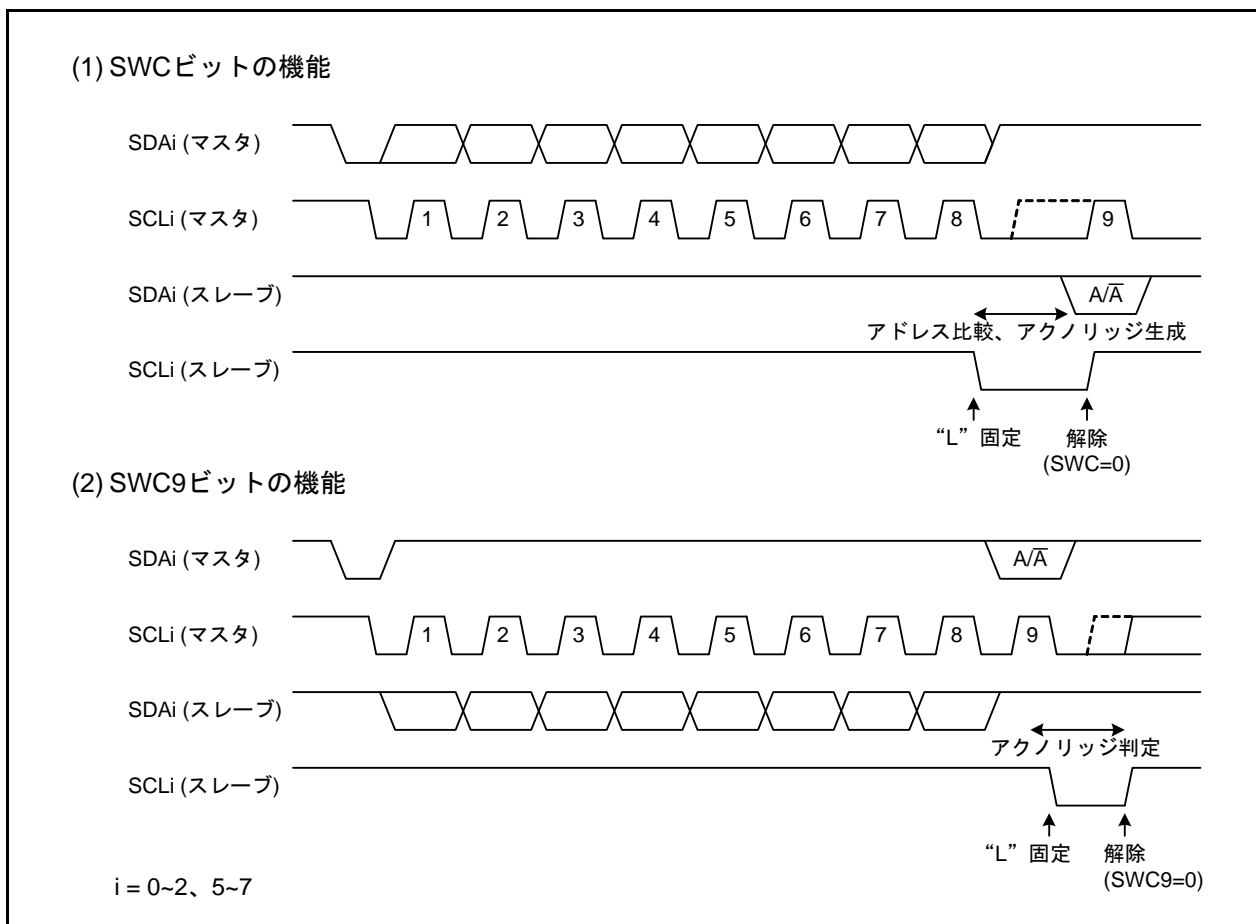 (1) SWCビットの機能
SDAi (マスタ)
SCLi (マスタ)
1 2 3 4 5 6 7 8 9
SDAi (スレーブ)
A/A̅
アドレス比較、アクノリッジ生成
SCLi (スレーブ)
“L”固定
解除
(SWC=0)
(2) SWC9ビットの機能
SDAi (マスタ)
A/A̅
SCLi (マスタ)
1 2 3 4 5 6 7 8 9
SDAi (スレーブ)
アクノリッジ判定
SCLi (スレーブ)
“L”固定
解除
(SWC9=0)
i = 0~2、5~7